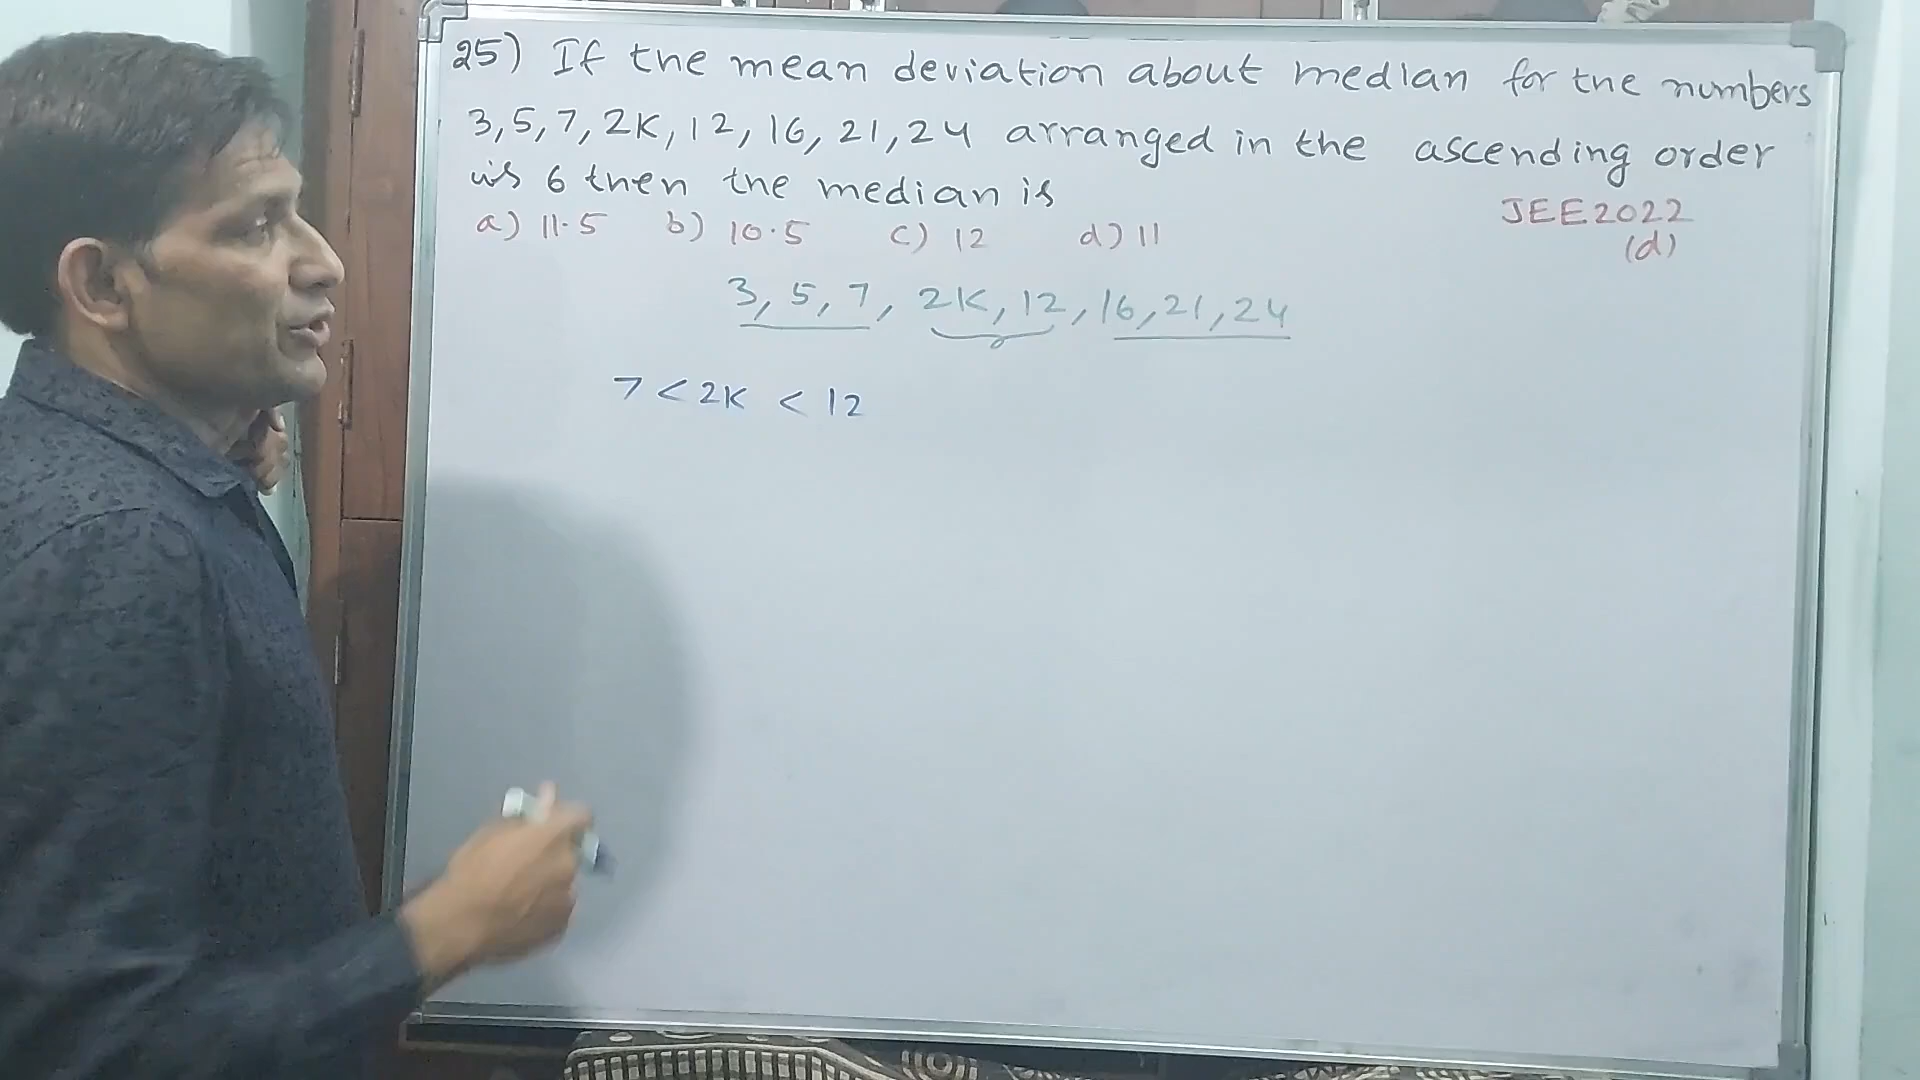 25) If the mean deviation about median for the numbers
3, 5, 7, 2K, 12, 16, 21, 24 arranged in the ascending order
is 6 then the median is
a) 11.5 b) 10.5 c) 12 d) 11
JEE2022
(d)
3, 5, 7, 2K, 12, 16, 21, 24
7 < 2K < 12